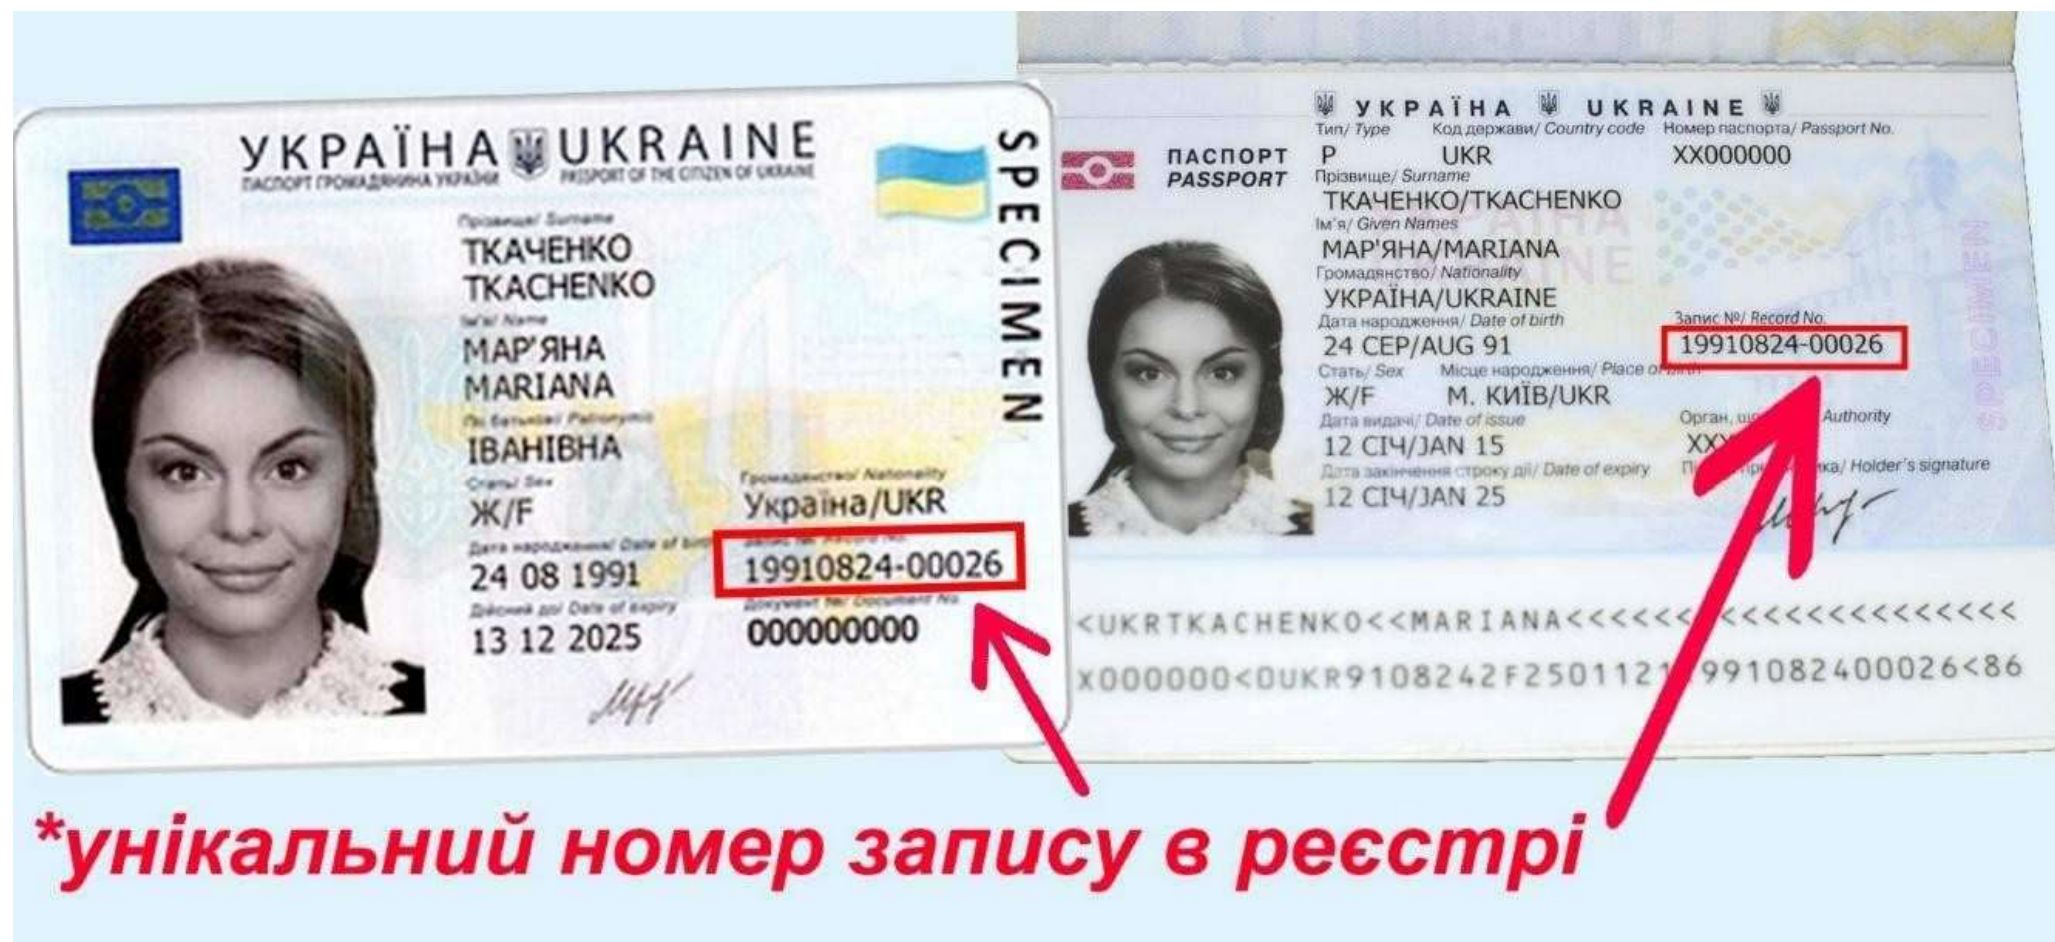 УКРАЇНА UKRAINE
ПАСПОРТ ГРОМАДЯНИНА УКРАЇНИ PASSPORT OF THE CITIZEN OF UKRAINE
SPECIMEN
Прізвище/ Surname
ТКАЧЕНКО
TKACHENKO
Ім'я/ Name
МАР'ЯНА
MARIANA
По батькові/ Patronymic
ІВАНІВНА
Стать/ Sex
Ж/F
Громадянство/ Nationality
Україна/UKR
Дата народження/ Date of
24 08 1991
Запис № Record No.
19910824-00026
Дійсний до/ Date of expiry
13 12 2025
Документ №/ Document No.
000000000
УКРАЇНА UKRAINE
ПАСПОРТ
PASSPORT
Тип/ Type Код держави/ Country code Номер паспорта/ Passport No.
P UKR XX000000
Прізвище/ Surname
ТКАЧЕНКО/TKACHENKO
Ім'я/ Given Names
МАР'ЯНА/MARIANA
Громадянство/ Nationality
УКРАЇНА/UKRAINE
Дата народження/ Date of birth Запис №/ Record No.
24 СЕР/AUG 91 19910824-00026
Стать/ Sex Місце народження/ Place of
Ж/F М. КИЇВ/UKR
Дата видачі/ Date of issue Орган, Authority
12 СІЧ/JAN 15
Дата закінчення строку дії/ Date of expiry Holder's signature
12 СІЧ/JAN 25
SPECIMEN
<UKRTKACHENKO<<MARIANA<<<<<< <<<<<<<<<<<<<<<
X000000<0UKR9108242F2501121 991082400026<86
*унікальний номер запису в реєстрі